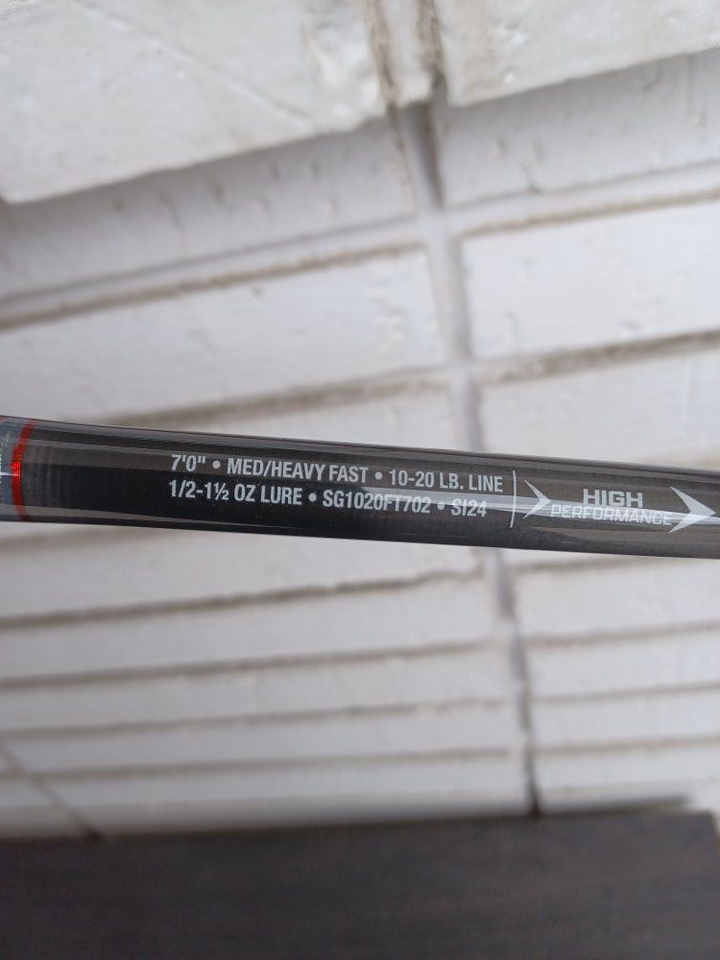 7'0" • MED/HEAVY FAST • 10-20 LB. LINE
1/2-1½ OZ LURE • SG1020FT702 • SI24
HIGH
PERFORMANCE